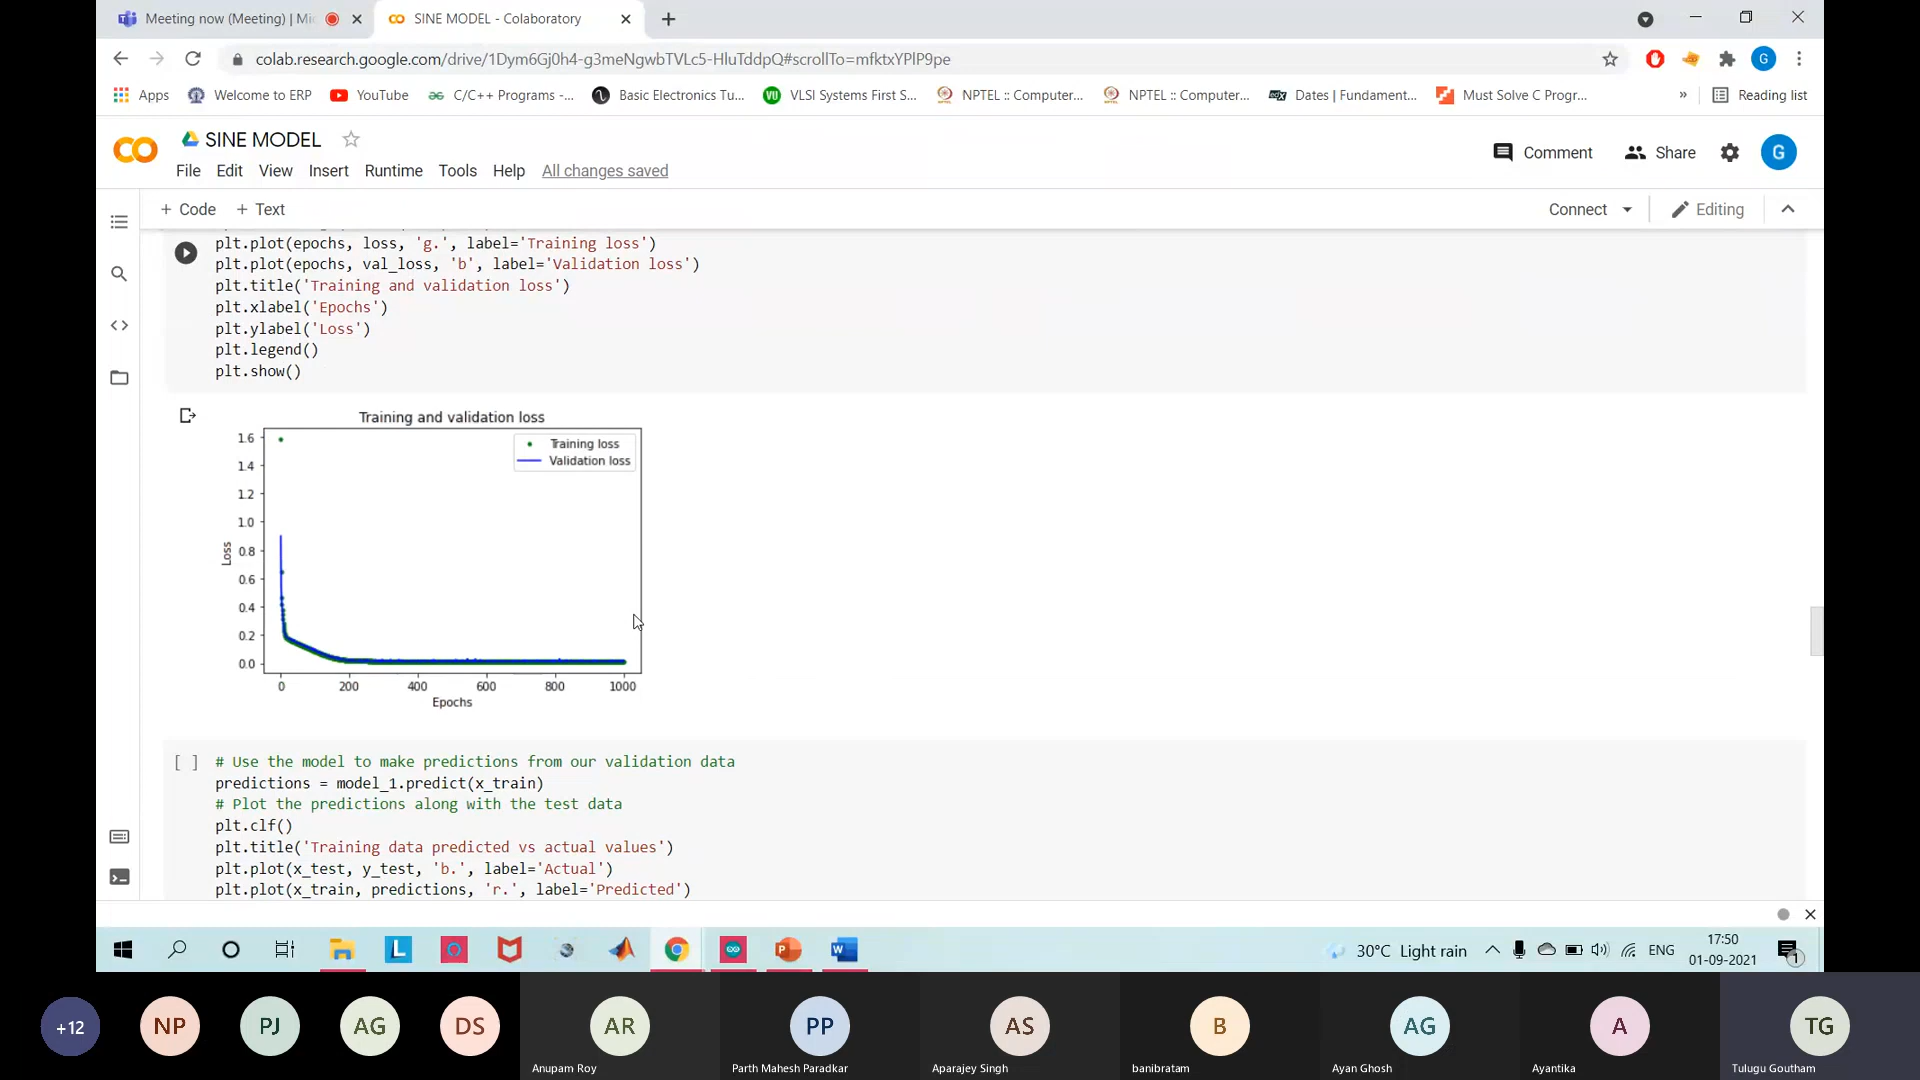 Meeting now (Meeting) | Mi
SINE MODEL - Colaboratory
colab.research.google.com/drive/1Dym6Gj0h4-g3meNgwbTVLc5-HluTddpQ#scrollTo=mfktxYPlP9pe
G
Apps
Welcome to ERP
YouTube
C/C++ Programs -...
Basic Electronics Tu...
VLSI Systems First S...
NPTEL :: Computer...
NPTEL :: Computer...
Dates | Fundament...
Must Solve C Progr...
»
Reading list
SINE MODEL
File Edit View Insert Runtime Tools Help All changes saved
Comment
Share
G
+ Code + Text
Connect
Editing
plt.plot(epochs, loss, 'g.', label='Training loss')
plt.plot(epochs, val_loss, 'b', label='Validation loss')
plt.title('Training and validation loss')
plt.xlabel('Epochs')
plt.ylabel('Loss')
plt.legend()
plt.show()
Training and validation loss
Training loss
Validation loss
1.6
1.4
1.2
1.0
0.8
0.6
0.4
0.2
0.0
Loss
0 200 400 600 800 1000
Epochs
[ ] # Use the model to make predictions from our validation data
predictions = model_1.predict(x_train)
# Plot the predictions along with the test data
plt.clf()
plt.title('Training data predicted vs actual values')
plt.plot(x_test, y_test, 'b.', label='Actual')
plt.plot(x_train, predictions, 'r.', label='Predicted')
30°C Light rain
ENG
17:50
01-09-2021
1
+12
NP
PJ
AG
DS
AR
Anupam Roy
PP
Parth Mahesh Paradkar
AS
Aparajey Singh
B
banibratam
AG
Ayan Ghosh
A
Ayantika
TG
Tulugu Goutham